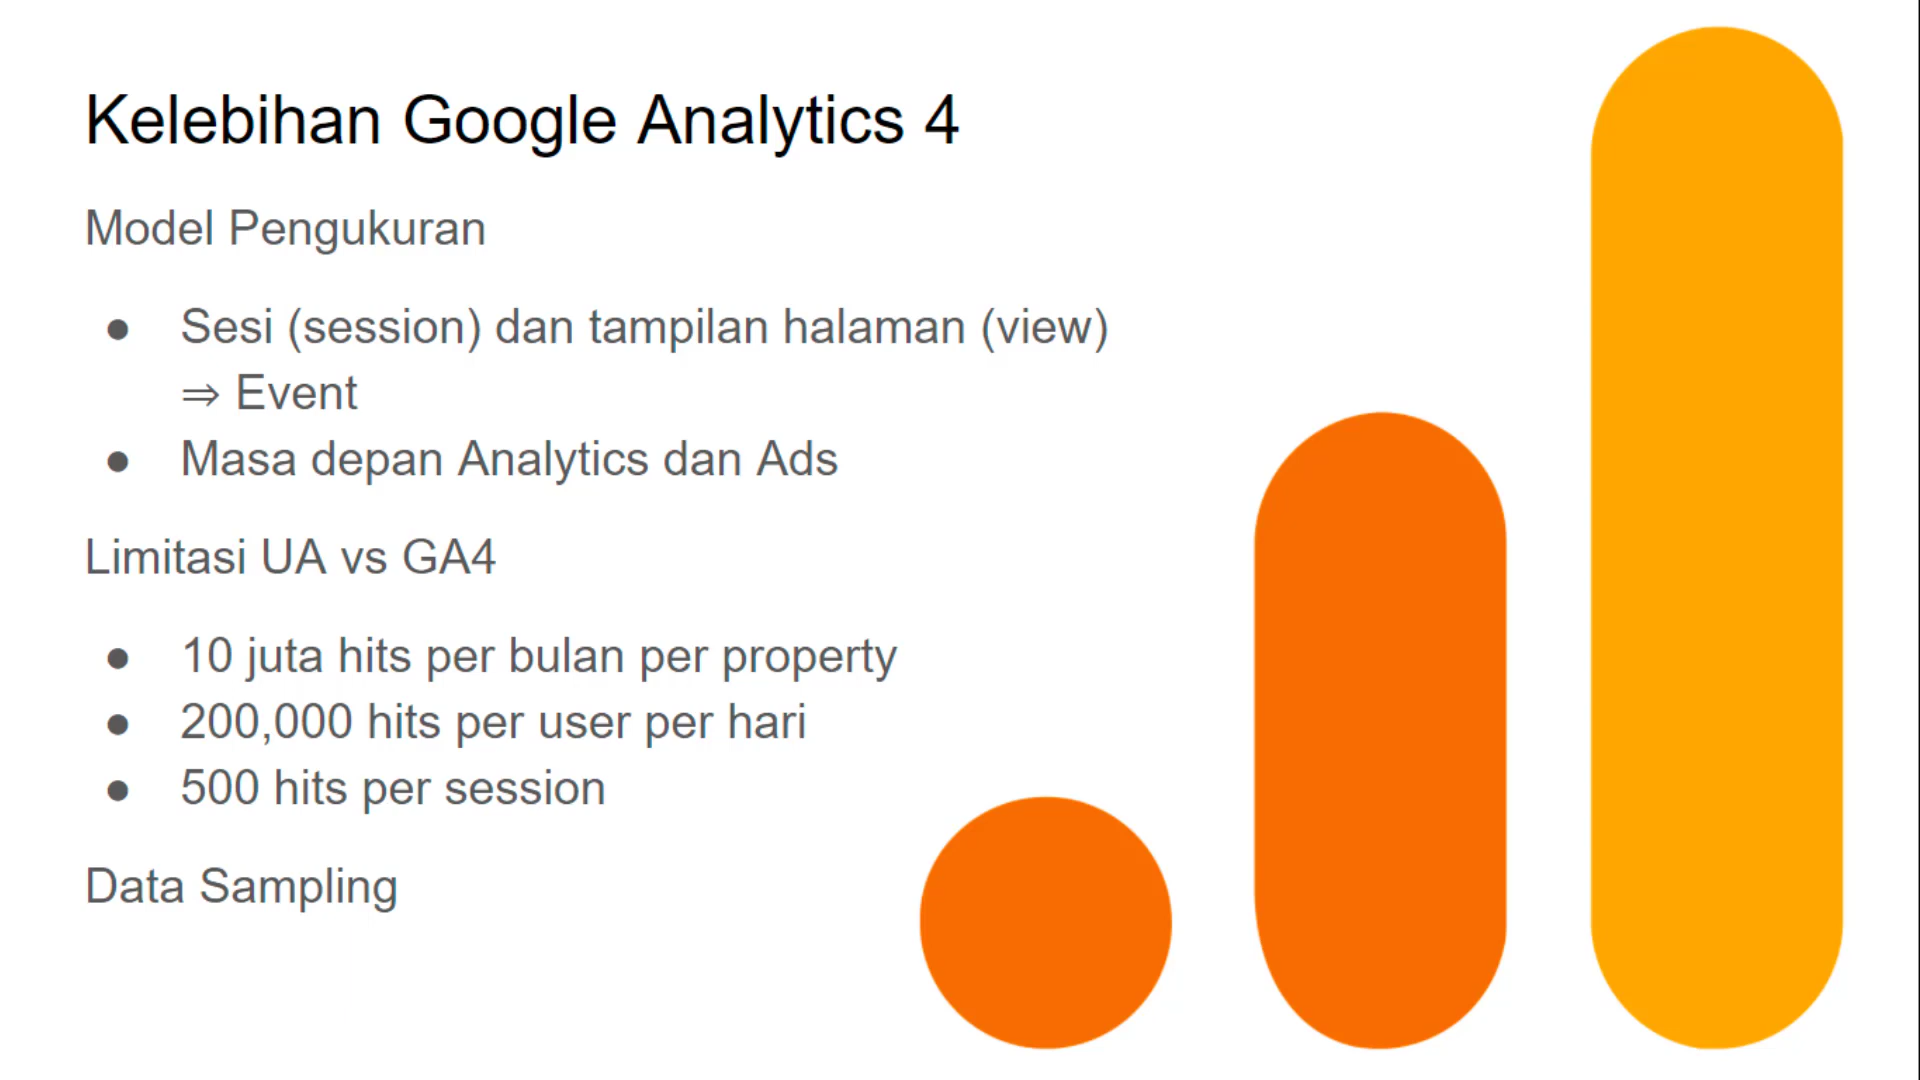 Kelebihan Google Analytics 4
Model Pengukuran
● Sesi (session) dan tampilan halaman (view)
⇒ Event
● Masa depan Analytics dan Ads
Limitasi UA vs GA4
● 10 juta hits per bulan per property
● 200,000 hits per user per hari
● 500 hits per session
Data Sampling